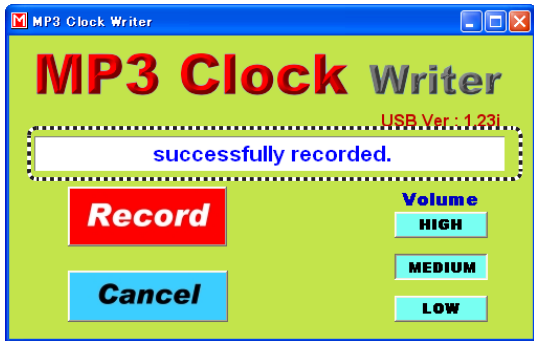 MP3 Clock Writer
MP3 Clock Writer
USB Ver : 1.23i
successfully recorded.
Record
Volume
HIGH
MEDIUM
Cancel
LOW